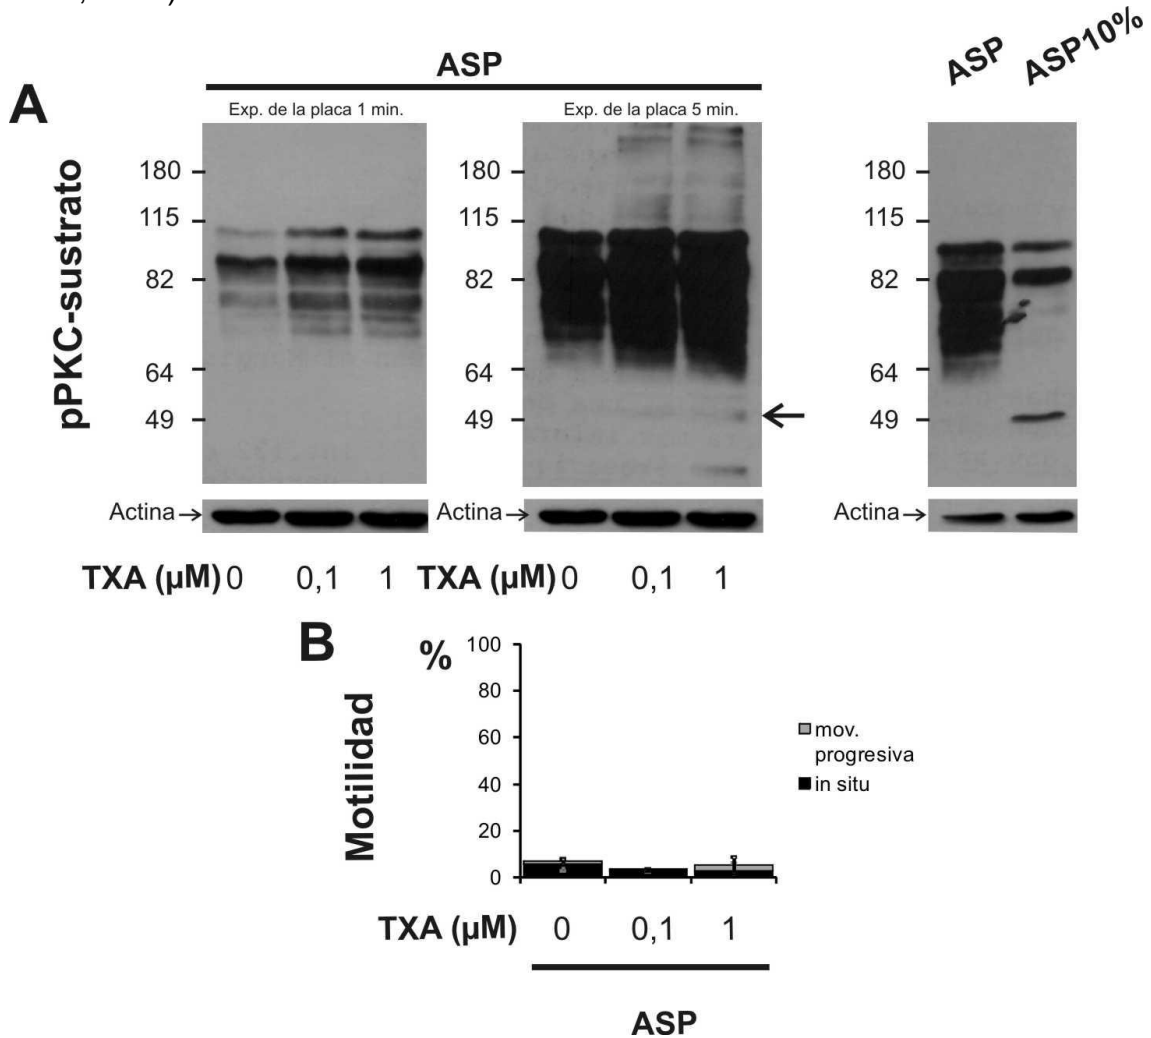 ASP
ASP
ASP10%
A
Exp. de la placa 1 min.
Exp. de la placa 5 min.
pPKC-sustrato
180
115
82
64
49
180
115
82
64
49
180
115
82
64
49
Actina
Actina
Actina
TXA (µM) 0 0,1 1
TXA (µM) 0 0,1 1
B
%
Motilidad
100
80
60
40
20
0
mov.
progresiva
in situ
TXA (µM) 0 0,1 1
ASP